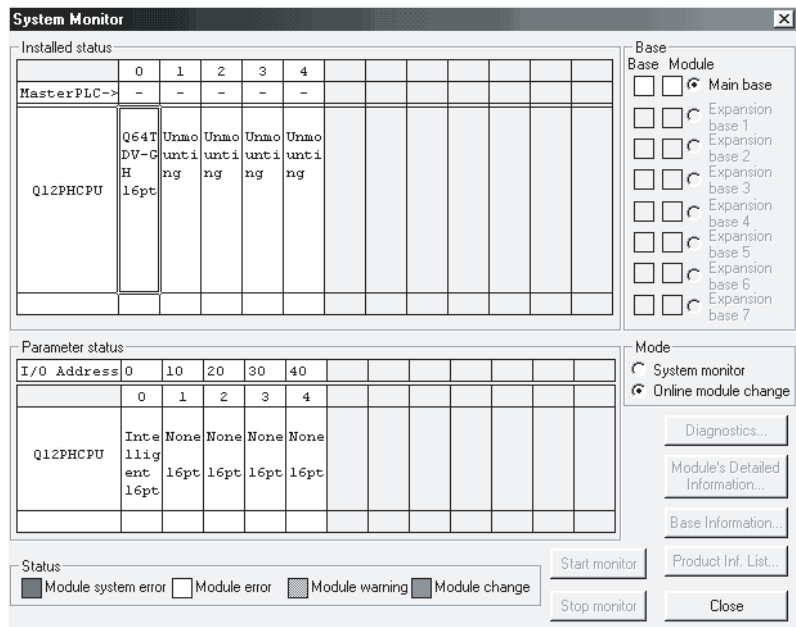 System Monitor
Installed status
0 1 2 3 4
MasterPLC-> - - - - -
Q12PHCPU
Q64T
DV-G
H
16pt
Unmo
unti
ng
Unmo
unti
ng
Unmo
unti
ng
Unmo
unti
ng
Base
Base Module
Main base
Expansion
base 1
Expansion
base 2
Expansion
base 3
Expansion
base 4
Expansion
base 5
Expansion
base 6
Expansion
base 7
Parameter status
I/O Address 0 10 20 30 40
0 1 2 3 4
Q12PHCPU
Inte
llig
ent
16pt
None
16pt
None
16pt
None
16pt
None
16pt
Mode
System monitor
Online module change
Diagnostics...
Module's Detailed
Information...
Base Information...
Product Inf. List...
Status
Module system error Module error Module warning Module change
Start monitor
Stop monitor
Close